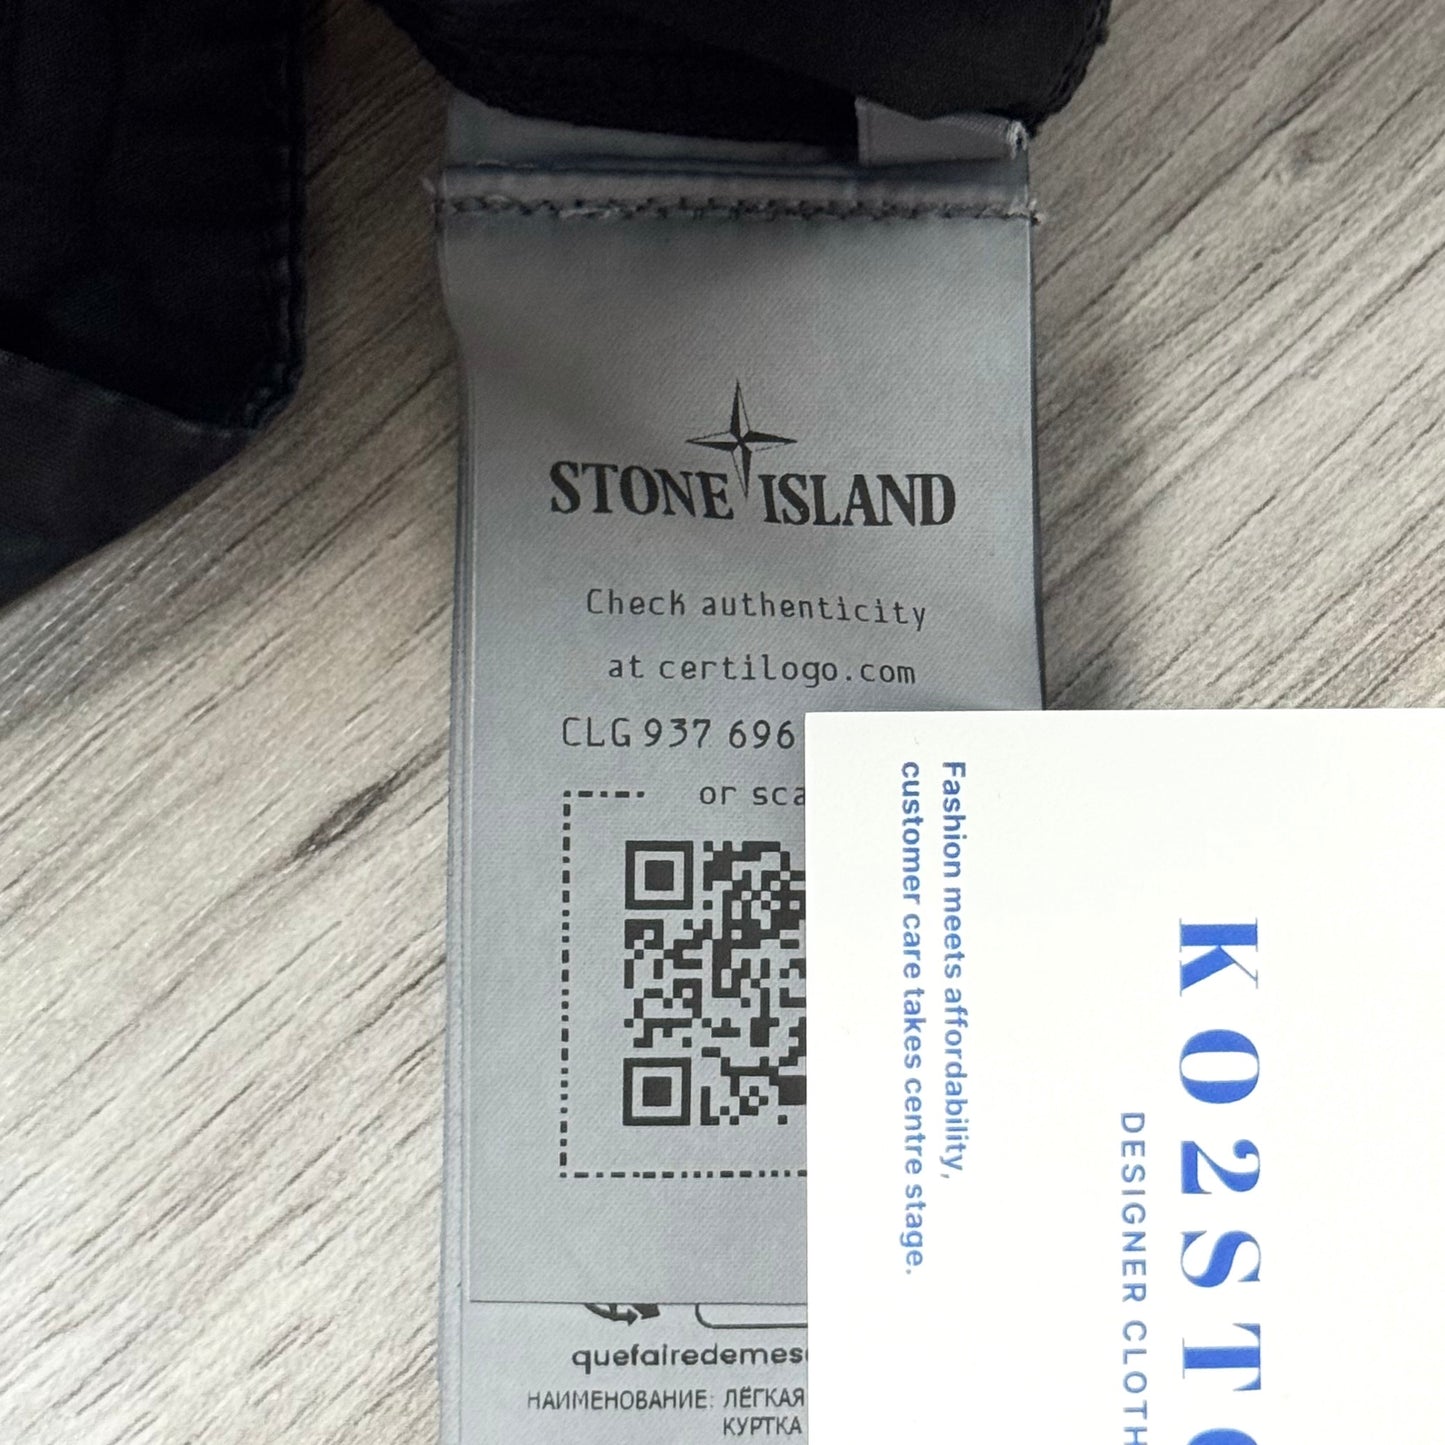 STONE ISLAND
Check authenticity
at certilogo.com
CLG 937 696
or sca
quefairedemes
НАИМЕНОВАНИЕ: ЛЁГКАЯ
КУРТКА
Fashion meets affordability,
customer care takes centre stage.
KO2ST
DESIGNER CLOTH